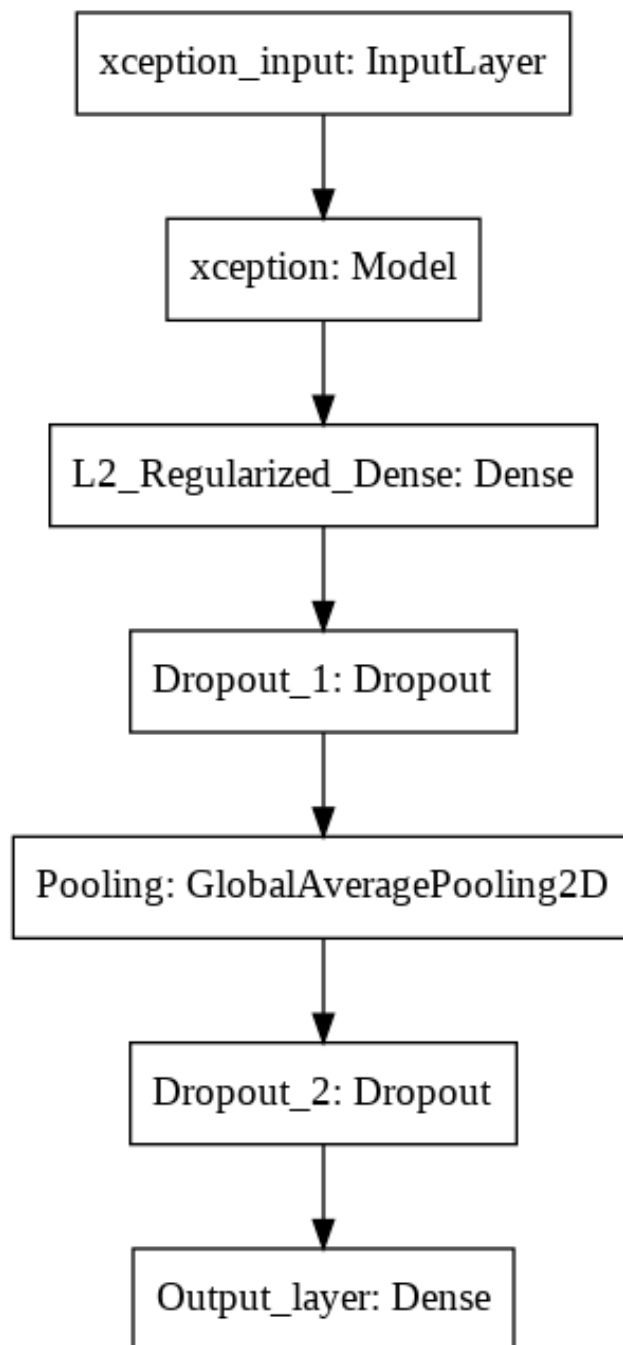 xception_input: InputLayer
xception: Model
L2_Regularized_Dense: Dense
Dropout_1: Dropout
Pooling: GlobalAveragePooling2D
Dropout_2: Dropout
Output_layer: Dense